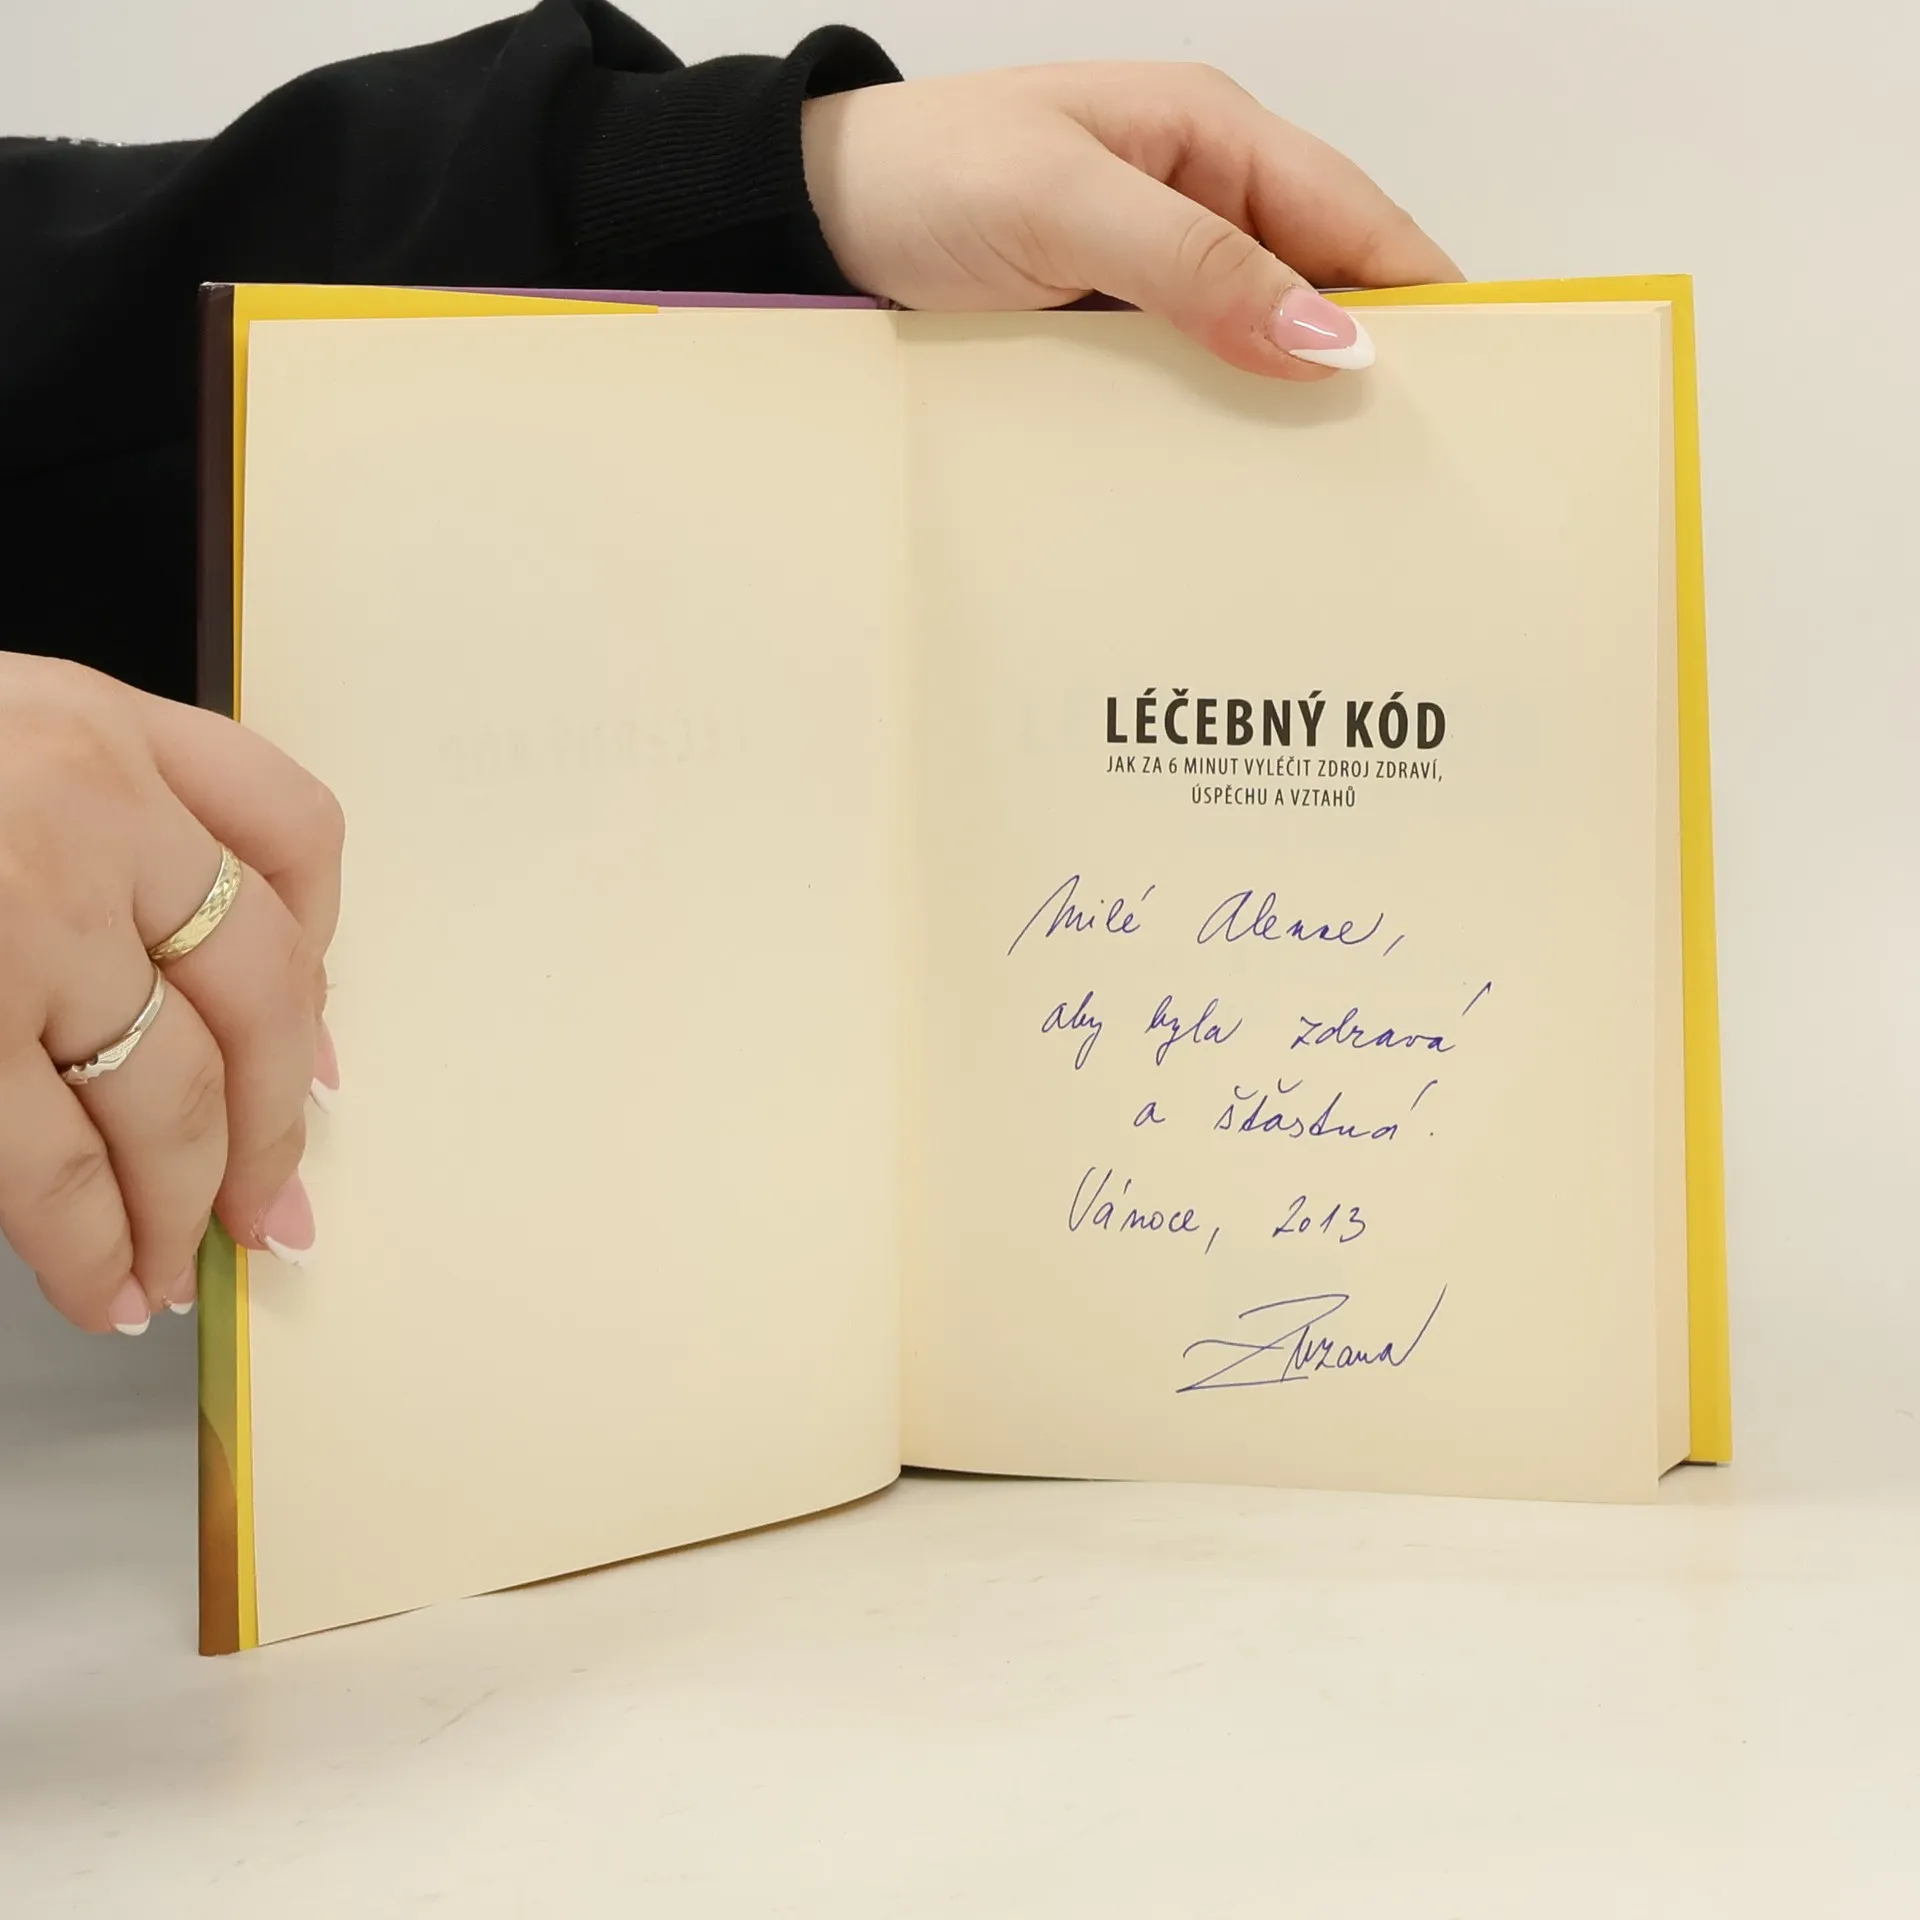 LÉČEBNÝ KÓD
JAK ZA 6 MINUT VYLÉČIT ZDROJ ZDRAVÍ,
ÚSPĚCHU A VZTAHŮ
Milé Alence,
aby byla zdravá
a šťastná.
Vánoce, 2013
Zuzana